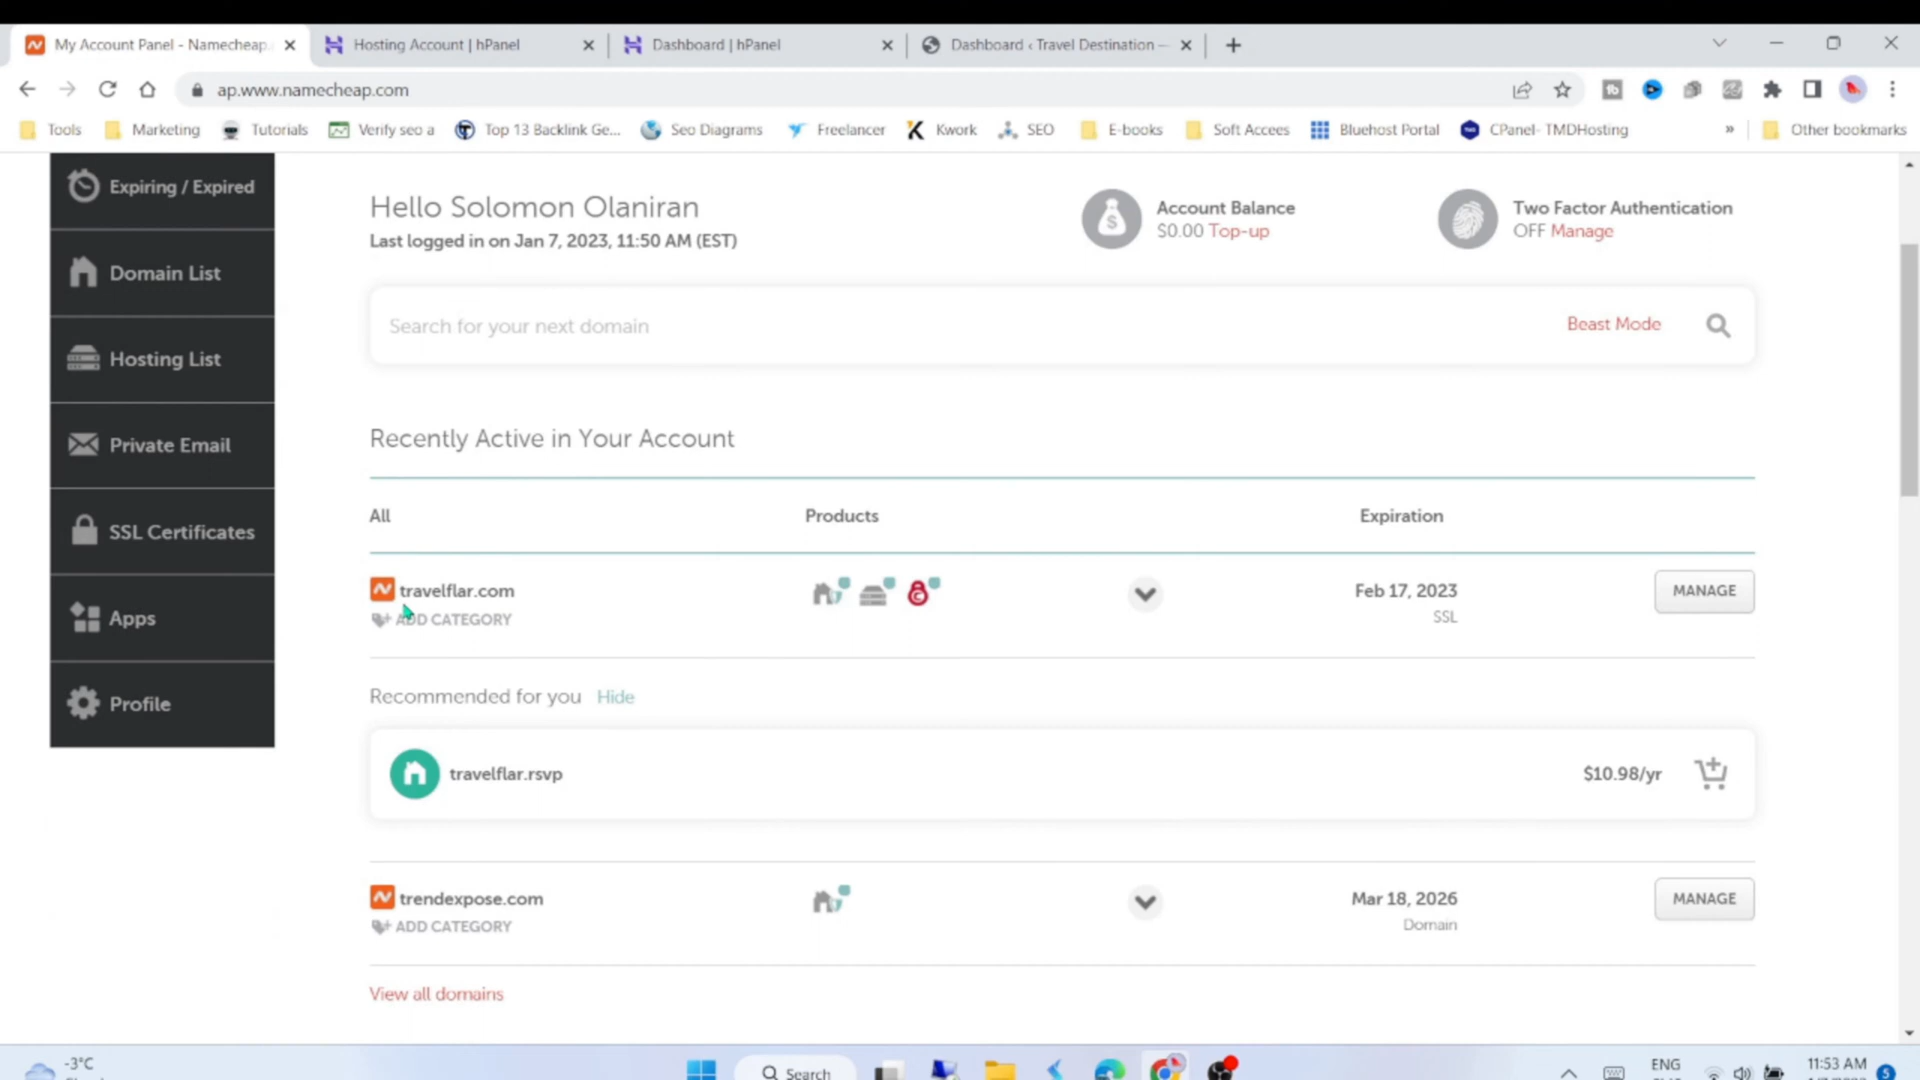 My Account Panel - Namecheap.
Hosting Account | hPanel
Dashboard | hPanel
Dashboard ‹ Travel Destination —
ap.www.namecheap.com
Tools
Marketing
Tutorials
Verify seo a
Top 13 Backlink Ge...
Seo Diagrams
Freelancer
Kwork
SEO
E-books
Soft Accees
Bluehost Portal
CPanel- TMDHosting
»
Other bookmarks
Expiring / Expired
Domain List
Hosting List
Private Email
SSL Certificates
Apps
Profile
Hello Solomon Olaniran
Last logged in on Jan 7, 2023, 11:50 AM (EST)
Account Balance
$0.00 Top-up
Two Factor Authentication
OFF Manage
Search for your next domain
Beast Mode
Recently Active in Your Account
All
Products
Expiration
travelflar.com
ADD CATEGORY
Feb 17, 2023
SSL
MANAGE
Recommended for you Hide
travelflar.rsvp
$10.98/yr
trendexpose.com
ADD CATEGORY
Mar 18, 2026
Domain
MANAGE
View all domains
-3°C
Search
ENG
11:53 AM
5